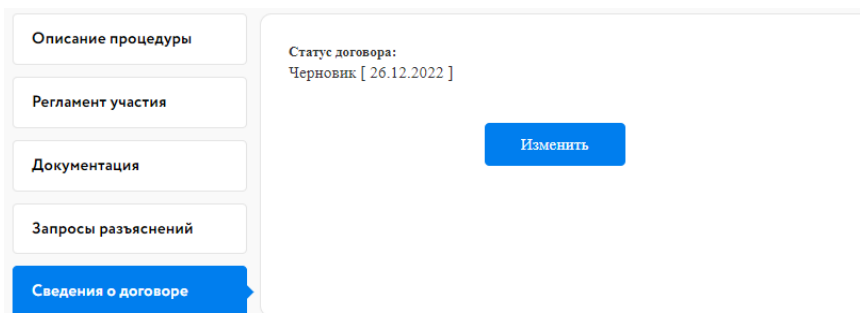 Описание процедуры
Регламент участия
Документация
Запросы разъяснений
Сведения о договоре
Статус договора:
Черновик [ 26.12.2022 ]
Изменить